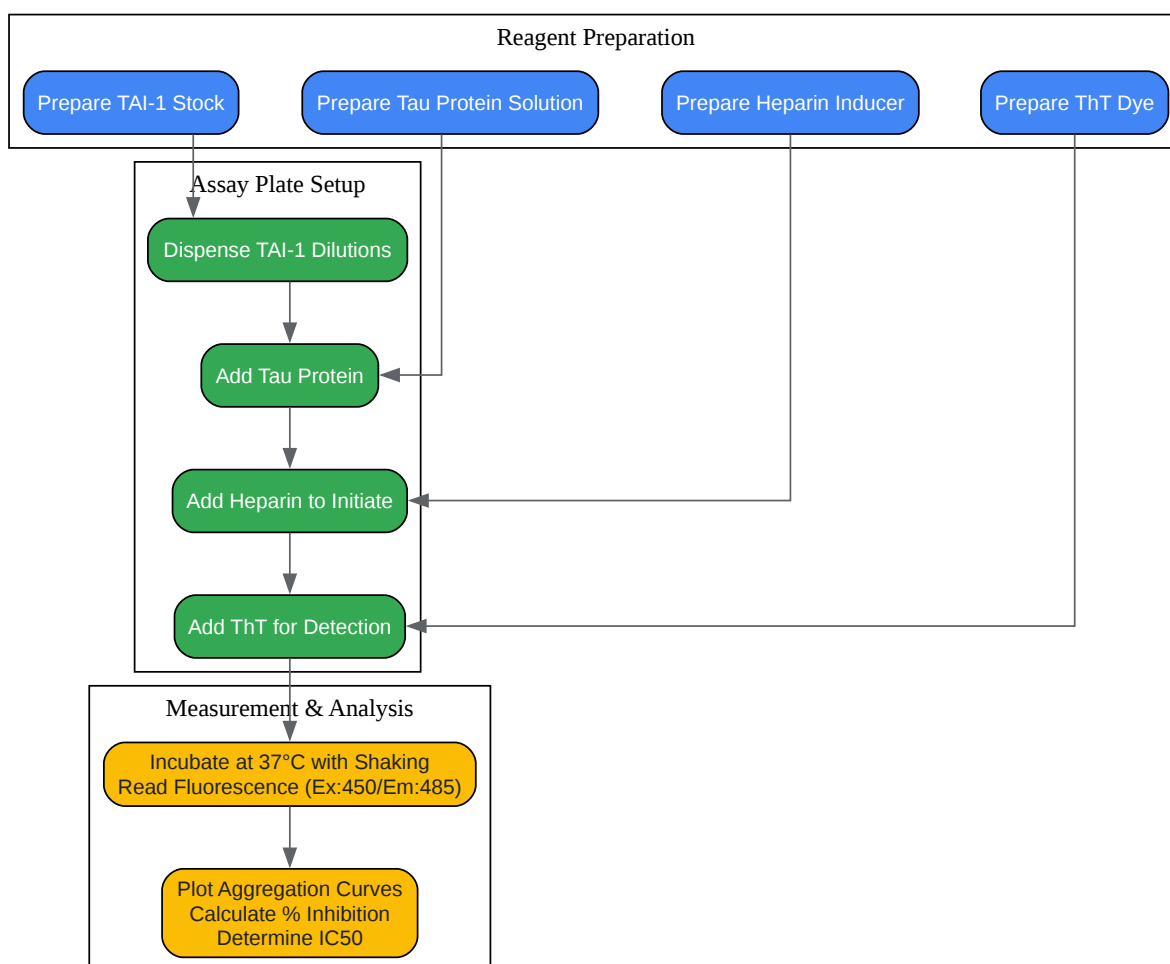 Reagent Preparation
Prepare TAI-1 Stock
Prepare Tau Protein Solution
Prepare Heparin Inducer
Prepare ThT Dye
Assay Plate Setup
Dispense TAI-1 Dilutions
Add Tau Protein
Add Heparin to Initiate
Add ThT for Detection
Measurement & Analysis
Incubate at 37°C with Shaking
Read Fluorescence (Ex:450/Em:485)
Plot Aggregation Curves
Calculate % Inhibition
Determine IC50